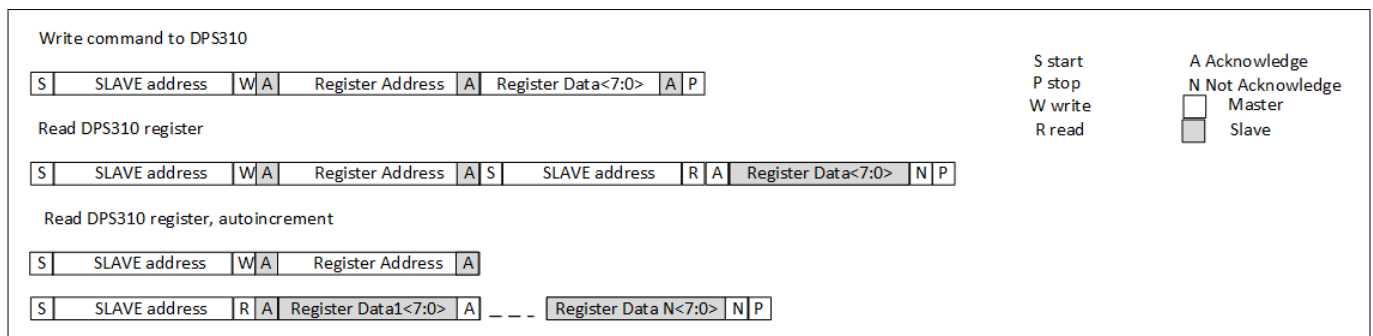 Write command to DPS310
S SLAVE address W A Register Address A Register Data<7:0> A P
Read DPS310 register
S SLAVE address W A Register Address A S SLAVE address R A Register Data<7:0> N P
Read DPS310 register, autoincrement
S SLAVE address W A Register Address A
S SLAVE address R A Register Data1<7:0> A _ _ _ Register Data N<7:0> N P
S start A Acknowledge
P stop N Not Acknowledge
W write Master
R read Slave